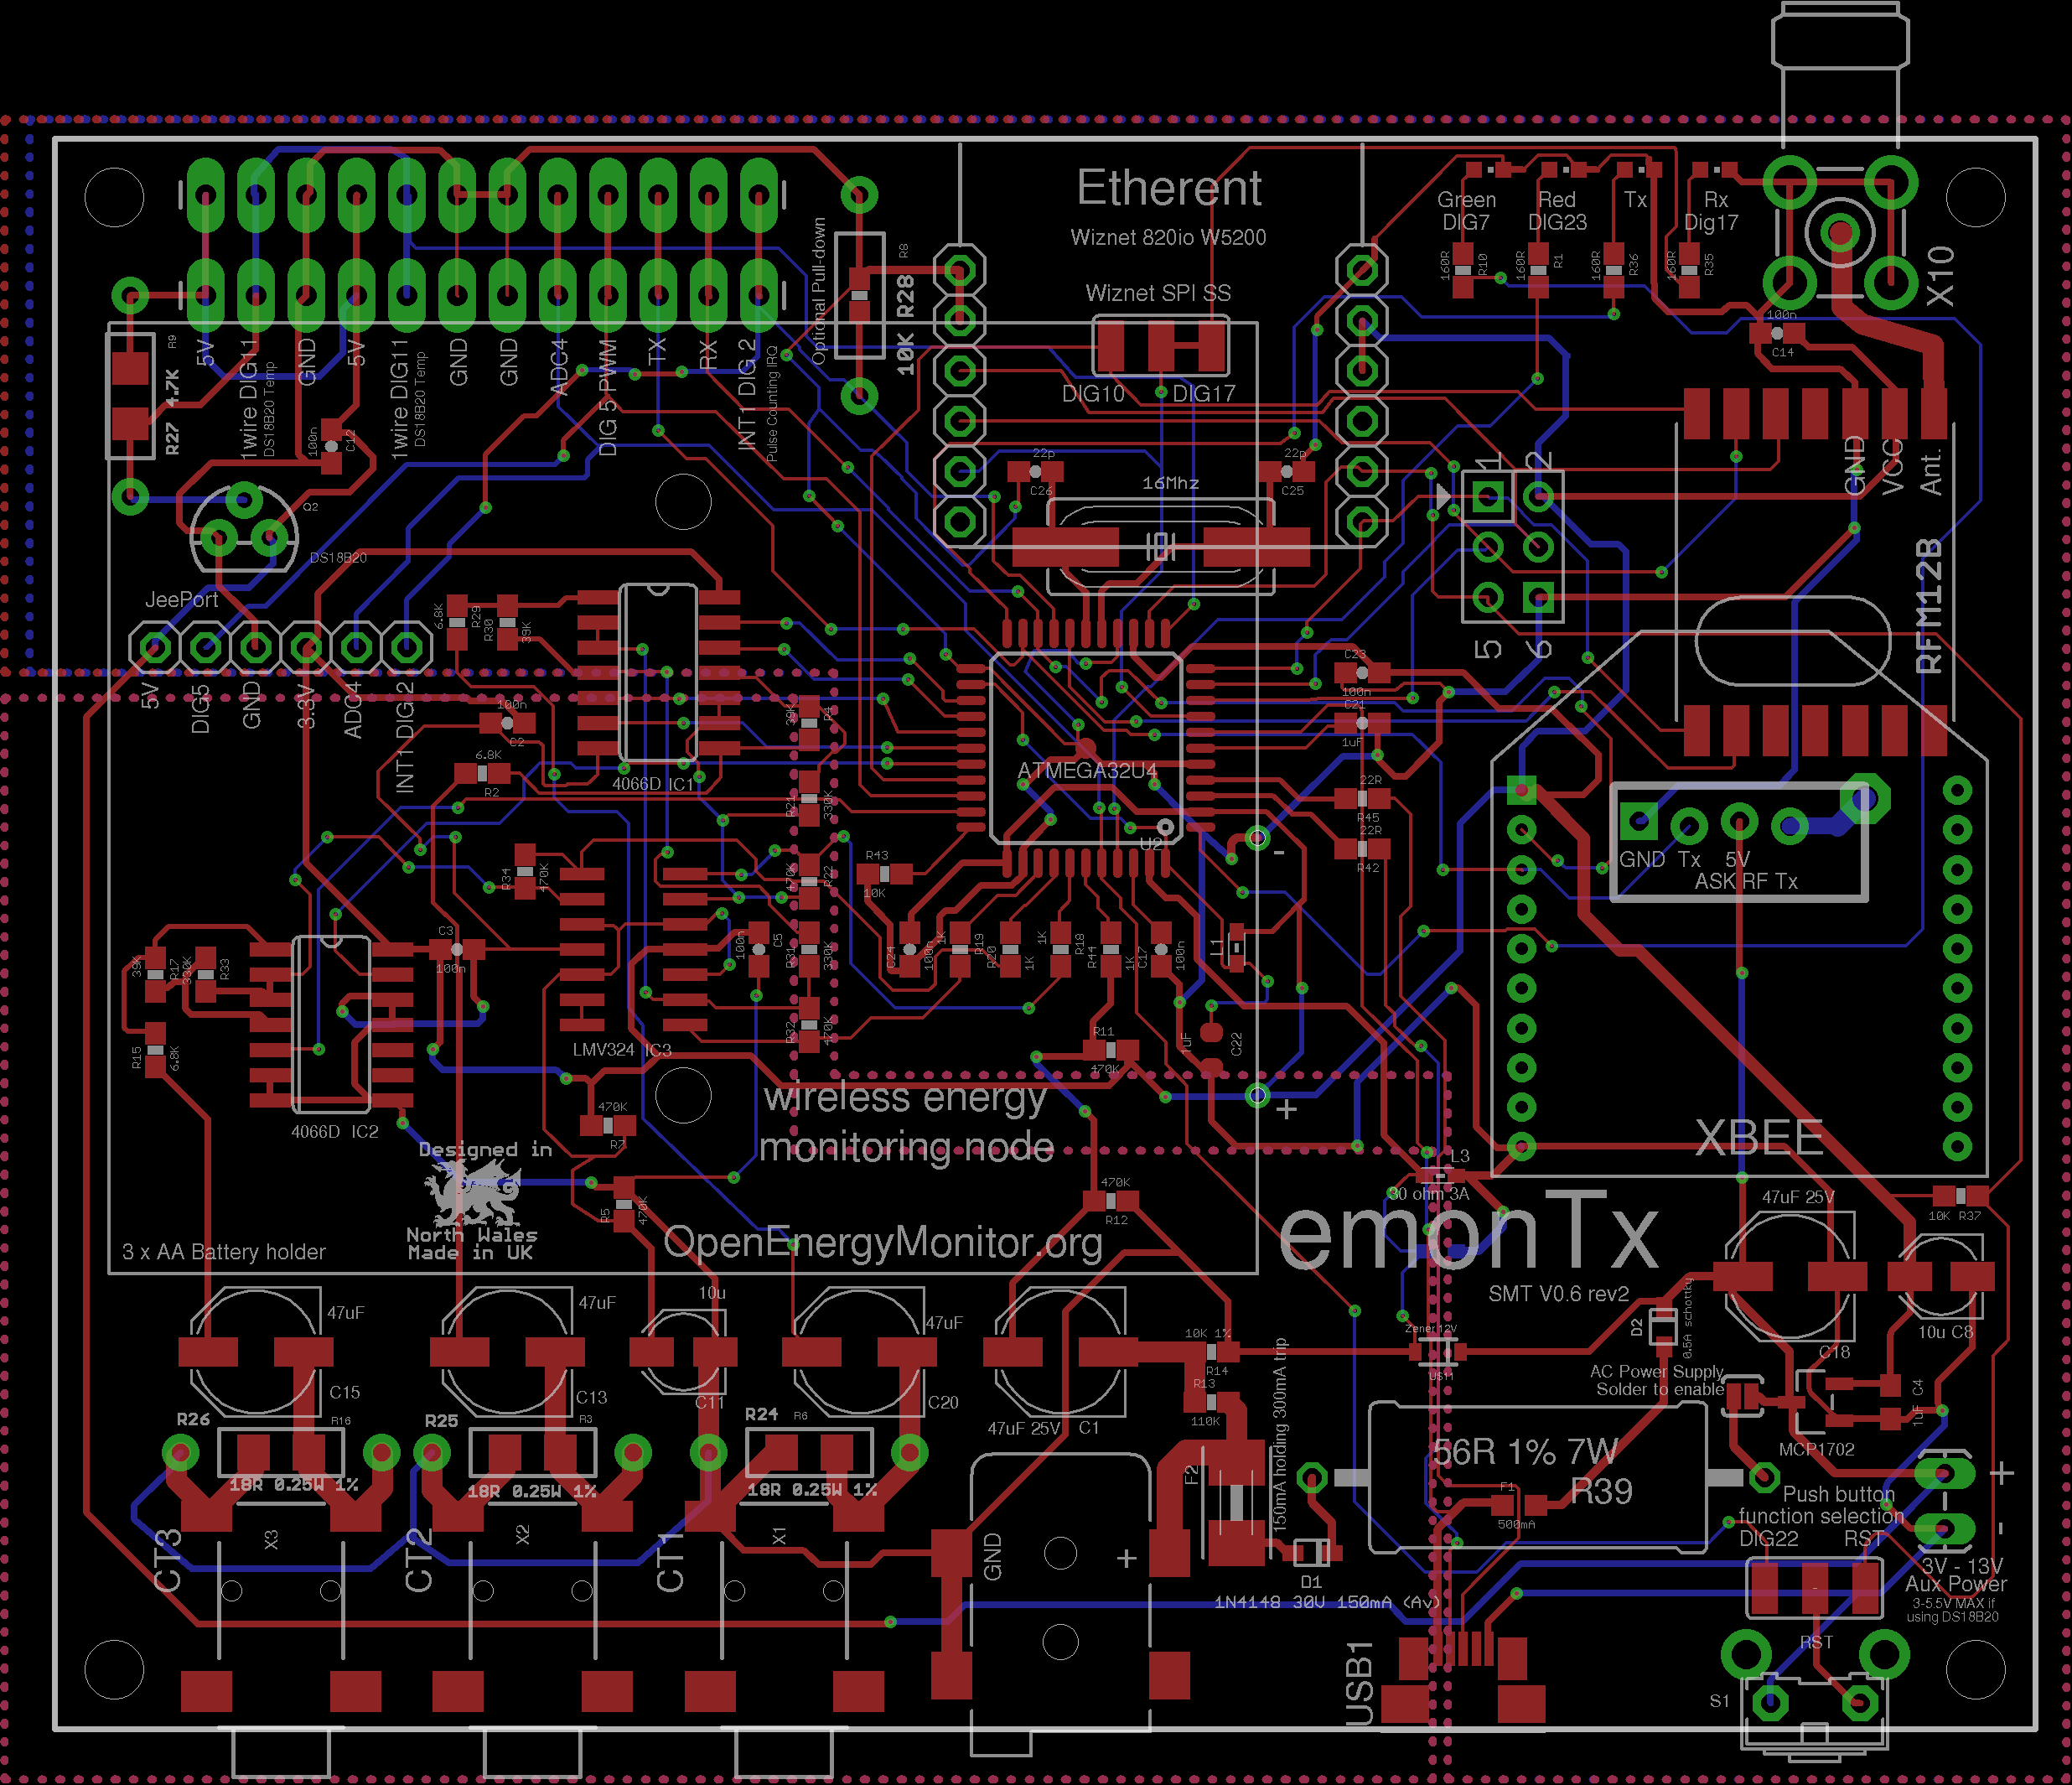 Etherent
Wiznet 820io W5200
Wiznet SPI SS
DIG10
DIG17
Green
DIG7
Red
DIG23
Tx
Rx
Dig17
160R
R10
160R
R1
160R
R36
160R
R35
X10
100n
C14
GND
VCC
Ant.
RFM12B
Optional Pull-down
R8
10K R28
R9
R27 4.7K
5V
1wire DIG11
DS18B20 Temp
GND
5V
1wire DIG11
DS18B20 Temp
GND
GND
ADC4
DIG 5 PWM
TX
RX
INT1 DIG 2
Pulse Counting IRQ
100n
C12
Q2
DS18B20
22p
C26
22p
C25
16Mhz
1
2
5
6
JeePort
5V
DIG5
GND
3.3V
ADC4
INT1 DIG2
6.8K
R29
R30
39K
100n
C2
6.8K
R2
4066D IC1
39K
R4
R21
330K
ATMEGA32U4
U2
C23
100n
C21
1uF
22R
R45
22R
R42
GND Tx 5V
ASK RF Tx
R34
470K
470K
R22
R43
10K
C3
100n
100n
C5
R31
330K
C24
100n
1K
R19
R20
1K
1K
R18
R44
1K
C17
100n
L1
-
39K
R17
330K
R33
R15
6.8K
4066D IC2
LMV324 IC3
R32
470K
R11
470K
1uF
C22
+
wireless energy
monitoring node
470K
R7
Designed in
North Wales
Made in UK
R5
470K
470K
R12
XBEE
L3
30 ohm 3A
3 x AA Battery holder
OpenEnergyMonitor.org
emonTx
SMT V0.6 rev2
47uF 25V
C18
10K R37
10u C8
47uF
C15
47uF
C13
10u
C11
47uF
C20
47uF 25V C1
10K 1%
R14
R13
110K
Zener 12V
D2
0.5A schottky
AC Power Supply
Solder to enable
1uF
C4
MCP1702
R26
R16
18R 0.25W 1%
R25
R3
18R 0.25W 1%
R24
R6
18R 0.25W 1%
F2
150mA holding 300mA trip
56R 1% 7W
R39
F1
500mA
Push button
function selection
DIG22
RST
+
-
3V - 13V
Aux Power
3-5.5V MAX if
using DS18B20
CT3
X3
CT2
X2
CT1
X1
GND
+
D1
1N4148 30V 150mA (Av)
USB1
RST
S1